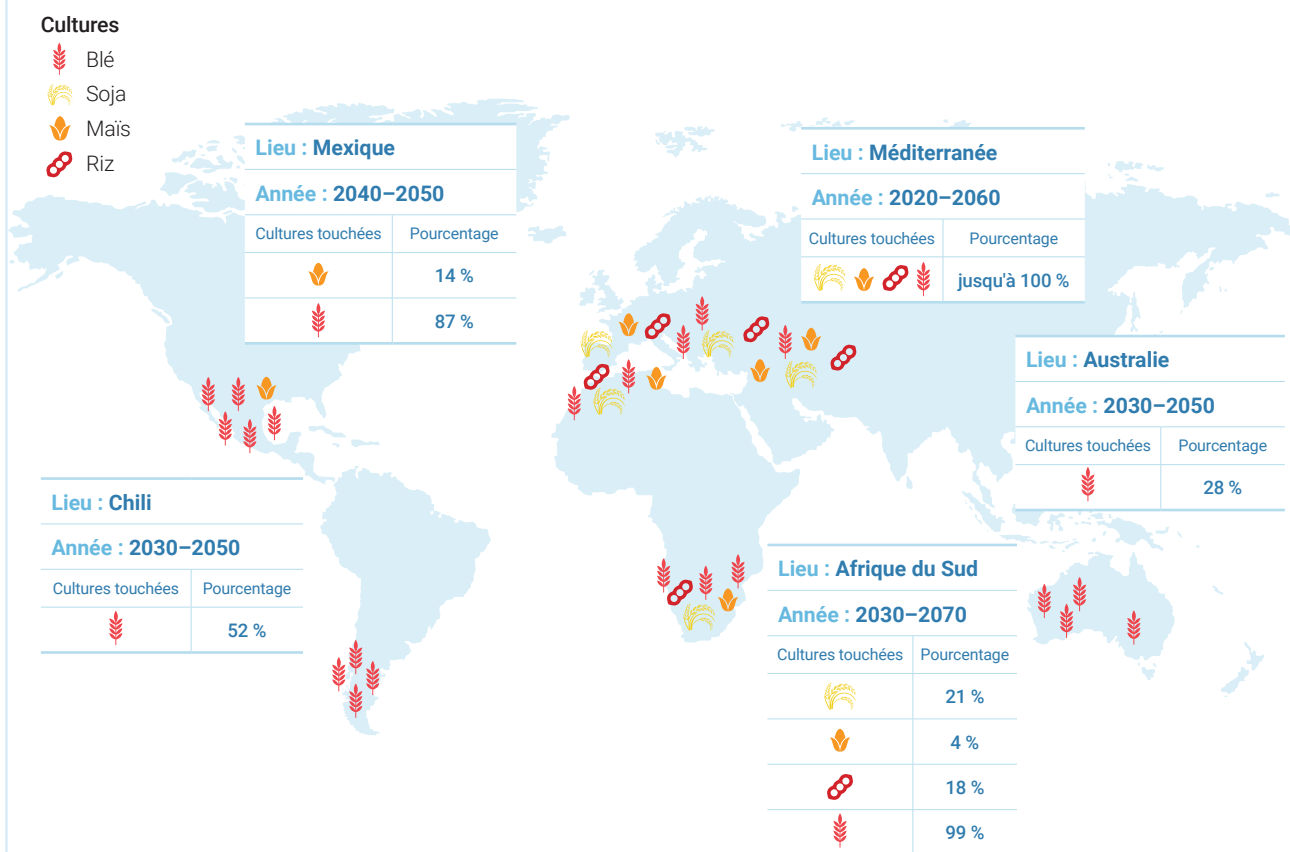 Cultures
Blé
Soja
Maïs
Riz
Lieu : Mexique
Année : 2040–2050
Cultures touchées Pourcentage
14 %
87 %
Lieu : Méditerranée
Année : 2020–2060
Cultures touchées Pourcentage
jusqu'à 100 %
Lieu : Australie
Année : 2030–2050
Cultures touchées Pourcentage
28 %
Lieu : Chili
Année : 2030–2050
Cultures touchées Pourcentage
52 %
Lieu : Afrique du Sud
Année : 2030–2070
Cultures touchées Pourcentage
21 %
4 %
18 %
99 %